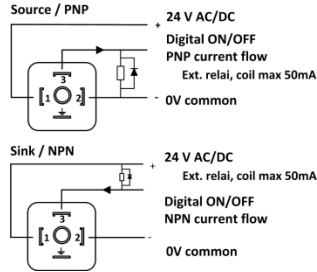 Source / PNP
+ 24 V AC/DC
Digital ON/OFF
PNP current flow
Ext. relai, coil max 50mA
3
1 2
- 0V common
Sink / NPN
+ 24 V AC/DC
Ext. relai, coil max 50mA
Digital ON/OFF
NPN current flow
3
1 2
- 0V common